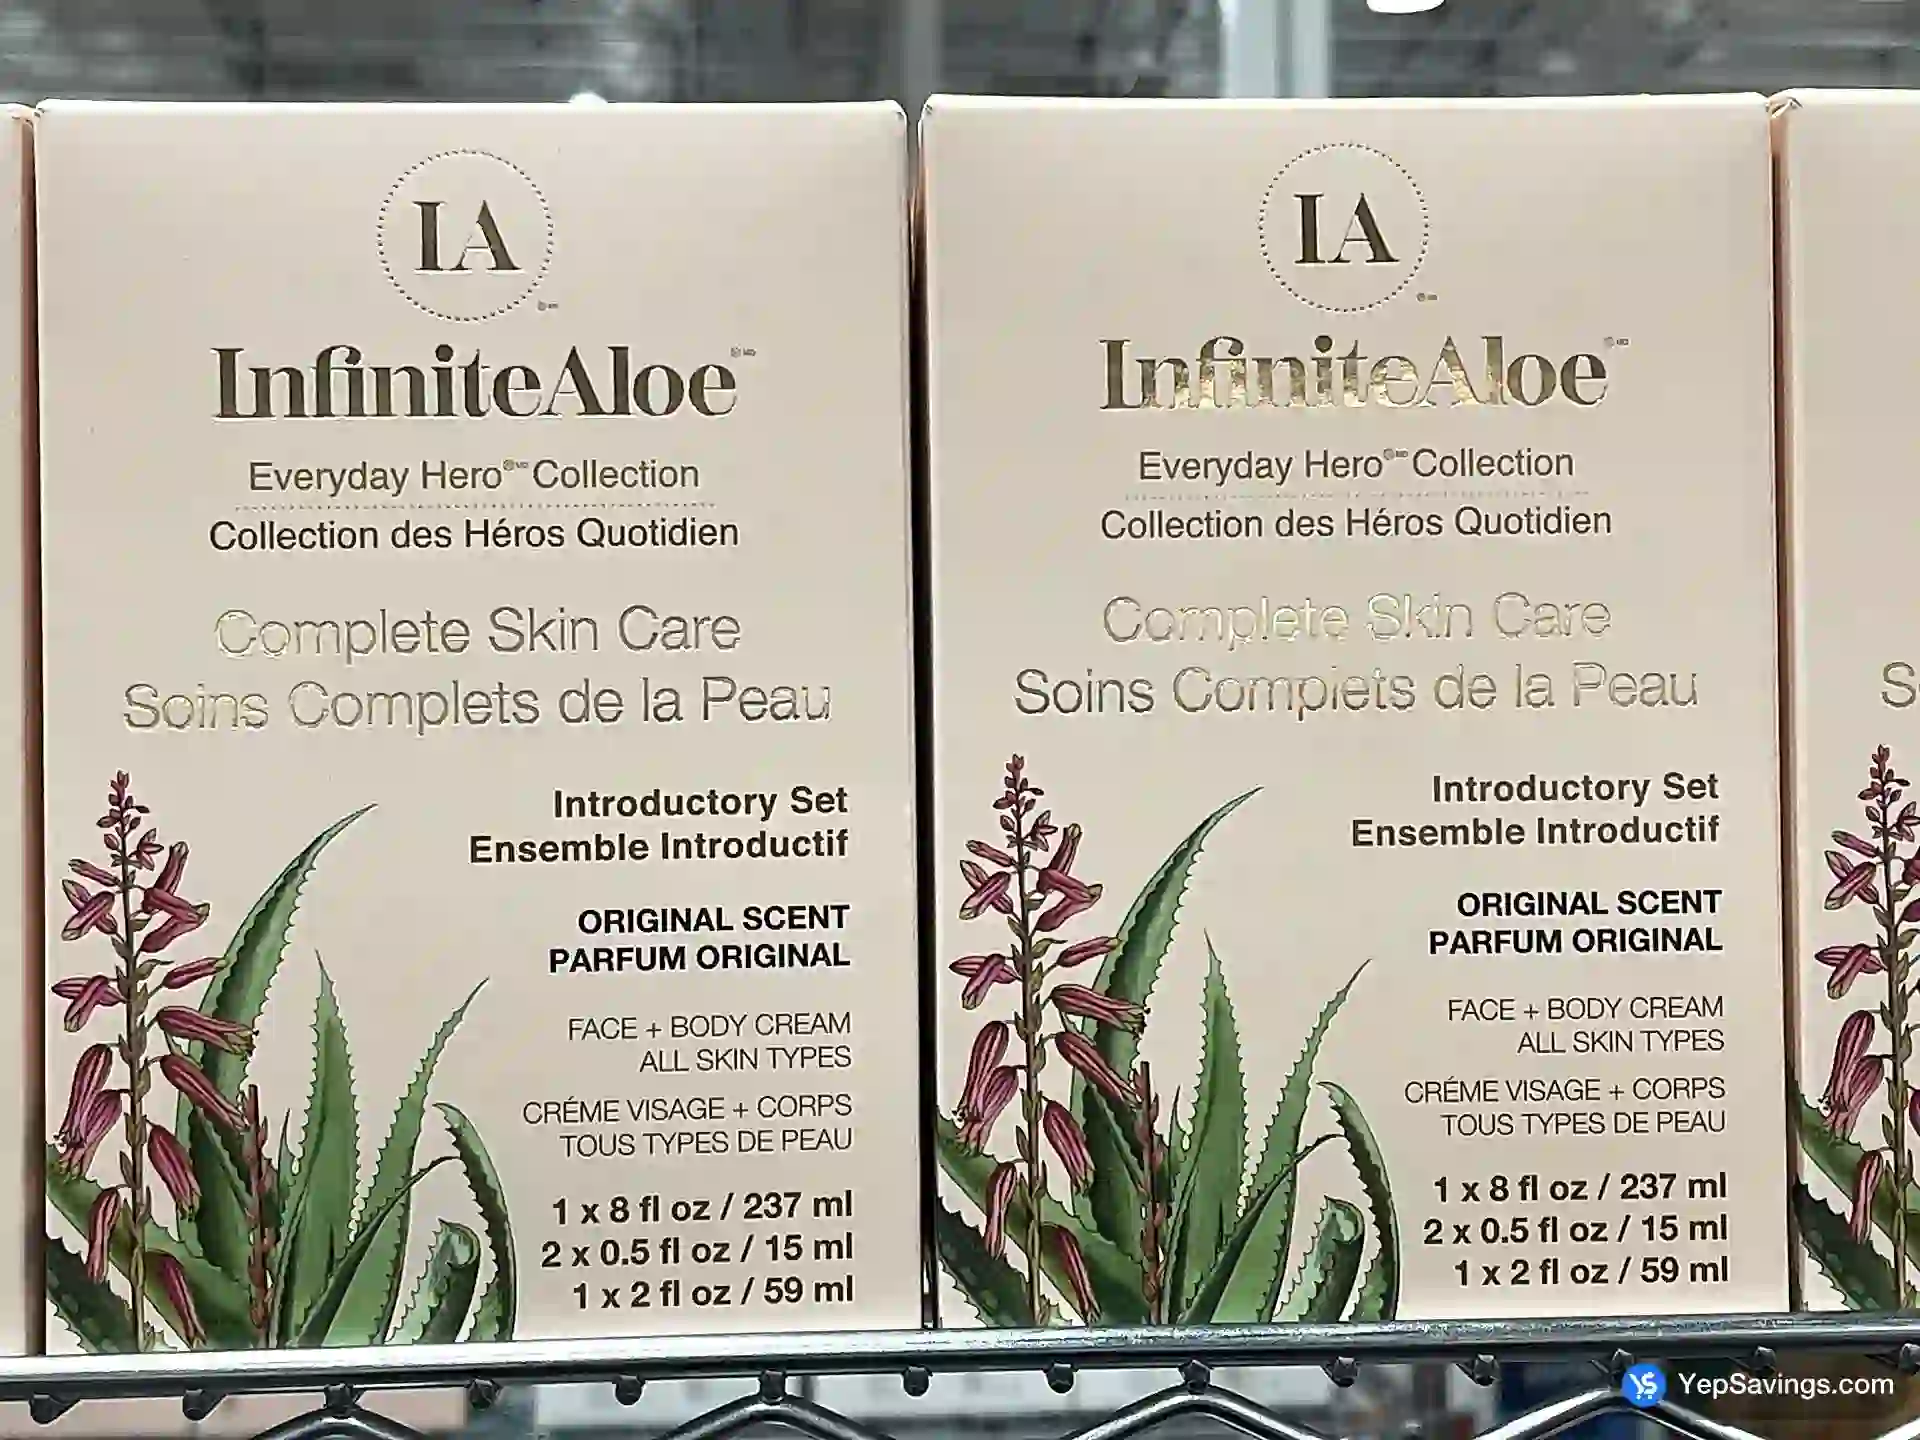 IA
InfiniteAloe
Everyday Hero Collection
Collection des Héros Quotidien
Complete Skin Care
Soins Complets de la Peau
Introductory Set
Ensemble Introductif
ORIGINAL SCENT
PARFUM ORIGINAL
FACE + BODY CREAM
ALL SKIN TYPES
CRÉME VISAGE + CORPS
TOUS TYPES DE PEAU
1 x 8 fl oz / 237 ml
2 x 0.5 fl oz / 15 ml
1 x 2 fl oz / 59 ml
IA
InfiniteAloe
Everyday Hero Collection
Collection des Héros Quotidien
Complete Skin Care
Soins Complets de la Peau
Introductory Set
Ensemble Introductif
ORIGINAL SCENT
PARFUM ORIGINAL
FACE + BODY CREAM
ALL SKIN TYPES
CRÉME VISAGE + CORPS
TOUS TYPES DE PEAU
1 x 8 fl oz / 237 ml
2 x 0.5 fl oz / 15 ml
1 x 2 fl oz / 59 ml
YepSavings.com